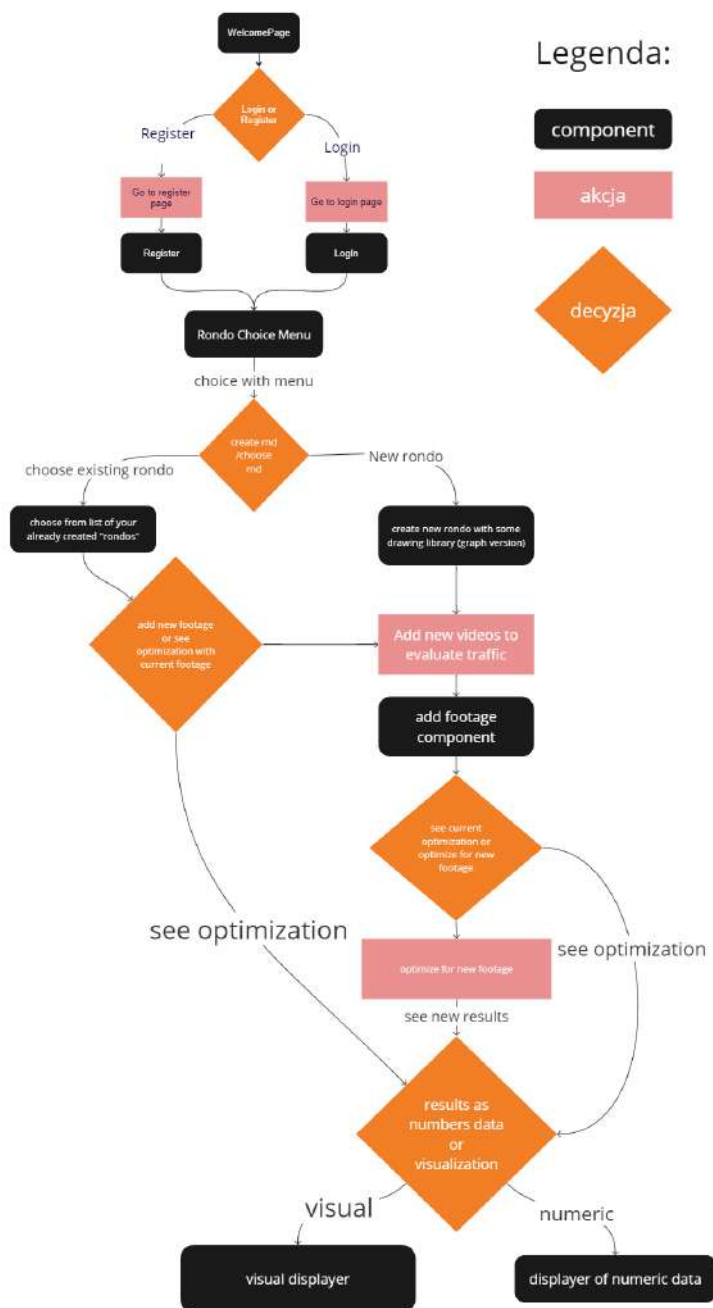 WelcomePage
Legenda:
Login or
Register
component
Register
Login
Go to register
page
Go to login page
akcja
Register
Login
decyzja
Rondo Choice Menu
choice with menu
create rnd
/choose
rnd
choose existing rondo
New rondo
choose from list of your
already created "rondos"
create new rondo with some
drawing library (graph version)
add new footage
or see
optimization with
current footage
Add new videos to
evaluate traffic
add footage
component
see current
optimization or
optimize for new
footage
see optimization
see optimization
optimize for new footage
see new results
results as
numbers data
or
visualization
visual
numeric
visual displayer
displayer of numeric data